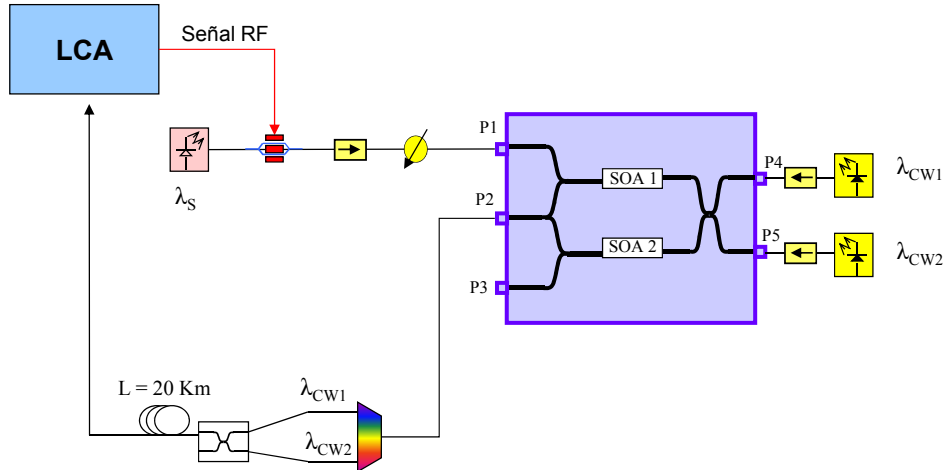 LCA
Señal RF
λS
P1
P2
P3
SOA 1
SOA 2
P4
P5
λCW1
λCW2
L = 20 Km
λCW1
λCW2